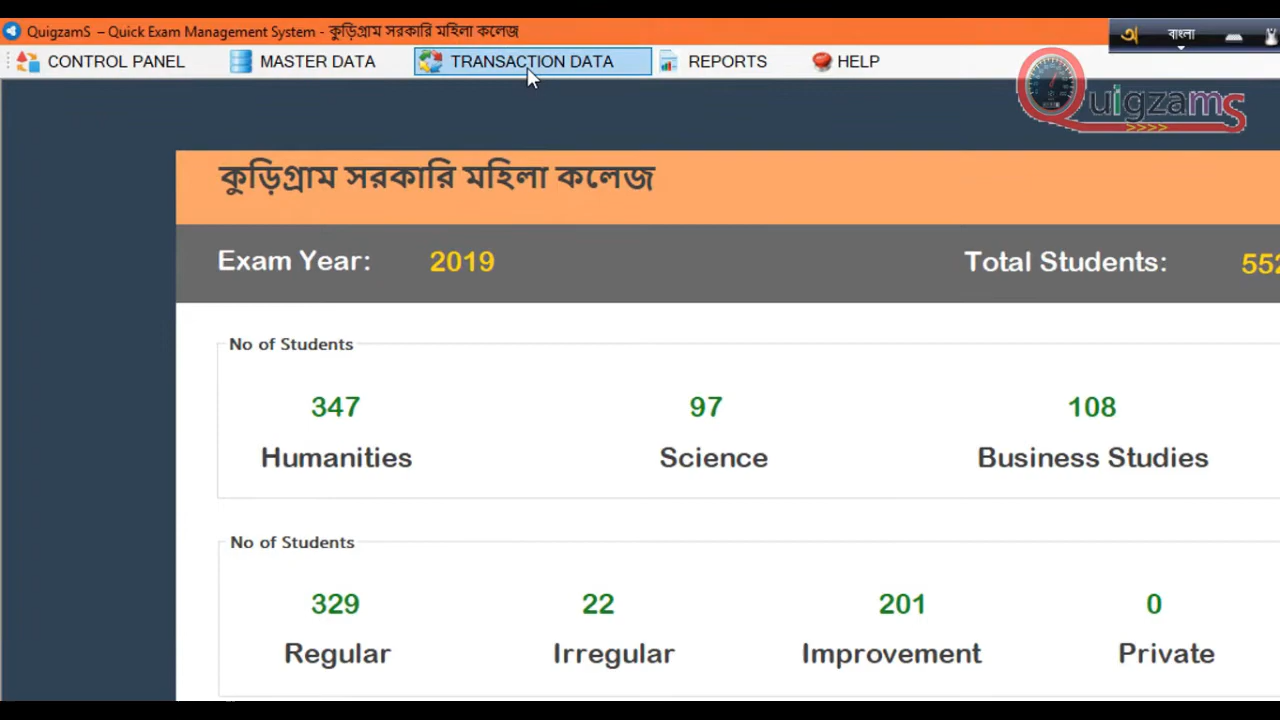 QuigzamS – Quick Exam Management System - কুড়িগ্রাম সরকারি মহিলা কলেজ
অ বাংলা
CONTROL PANEL MASTER DATA TRANSACTION DATA REPORTS HELP
Quigzams
>>>>
কুড়িগ্রাম সরকারি মহিলা কলেজ
Exam Year: 2019 Total Students: 552
No of Students
347 97 108
Humanities Science Business Studies
No of Students
329 22 201 0
Regular Irregular Improvement Private